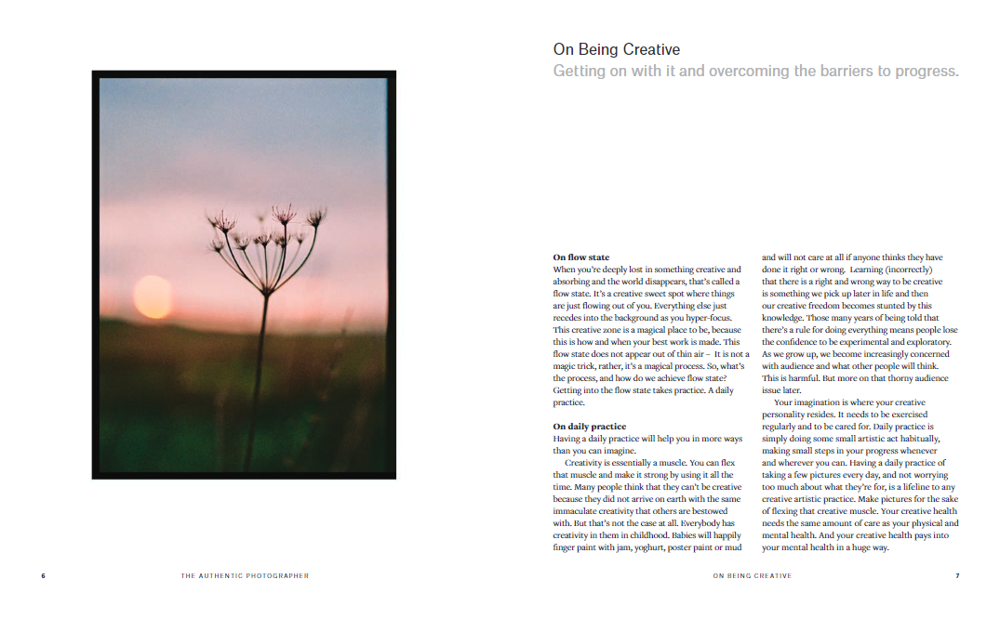 On Being Creative
Getting on with it and overcoming the barriers to progress.
On flow state
When you're deeply lost in something creative and
absorbing and the world disappears, that's called a
flow state. It's a creative sweet spot where things
are just flowing out of you. Everything else just
recedes into the background as you hyper-focus.
This creative zone is a magical place to be, because
this is how and when your best work is made. This
flow state does not appear out of thin air – It is not a
magic trick, rather, it's a magical process. So, what's
the process, and how do we achieve flow state?
Getting into the flow state takes practice. A daily
practice.
On daily practice
Having a daily practice will help you in more ways
than you can imagine.
Creativity is essentially a muscle. You can flex
that muscle and make it strong by using it all the
time. Many people think that they can't be creative
because they did not arrive on earth with the same
immaculate creativity that others are bestowed
with. But that's not the case at all. Everybody has
creativity in them in childhood. Babies will happily
finger paint with jam, yoghurt, poster paint or mud
and will not care at all if anyone thinks they have
done it right or wrong. Learning (incorrectly)
that there is a right and wrong way to be creative
is something we pick up later in life and then
our creative freedom becomes stunted by this
knowledge. Those many years of being told that
there's a rule for doing everything means people lose
the confidence to be experimental and exploratory.
As we grow up, we become increasingly concerned
with audience and what other people will think.
This is harmful. But more on that thorny audience
issue later.
Your imagination is where your creative
personality resides. It needs to be exercised
regularly and to be cared for. Daily practice is
simply doing some small artistic act habitually,
making small steps in your progress whenever
and wherever you can. Having a daily practice of
taking a few pictures every day, and not worrying
too much about what they're for, is a lifeline to any
creative artistic practice. Make pictures for the sake
of flexing that creative muscle. Your creative health
needs the same amount of care as your physical and
mental health. And your creative health pays into
your mental health in a huge way.
6
THE AUTHENTIC PHOTOGRAPHER
ON BEING CREATIVE
7